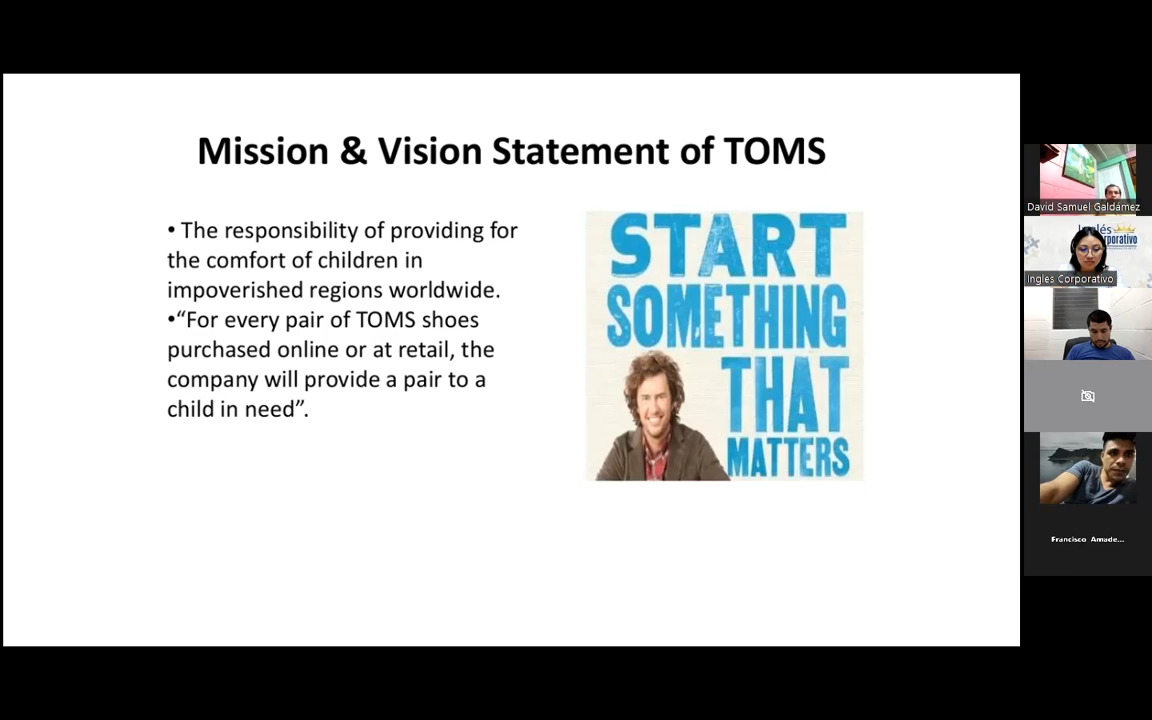 Mission & Vision Statement of TOMS
• The responsibility of providing for
the comfort of children in
impoverished regions worldwide.
•“For every pair of TOMS shoes
purchased online or at retail, the
company will provide a pair to a
child in need”.
START
SOMETHING
THAT
MATTERS
David Samuel Galdámez
Inglés
Corporativo
Ingles Corporativo
Francisco Amade...